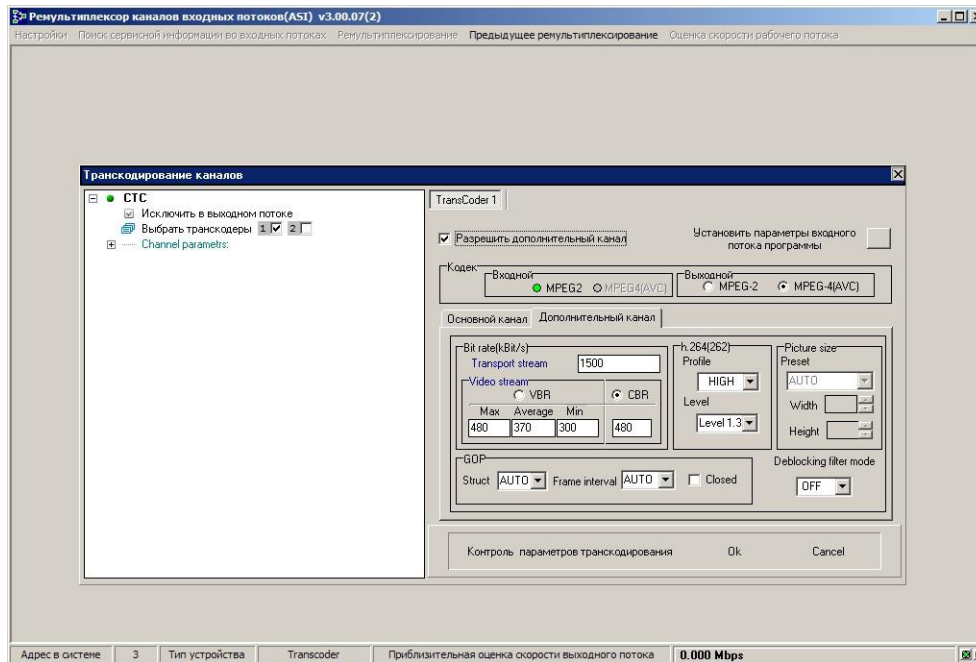 Ремультиплексор каналов входных потоков(ASI) v3.00.07(2)
Настройки Поиск сервисной информации во входных потоках Ремультиплексирование Предыдущее ремультиплексирование Оценка скорости рабочего потока
Транскодирование каналов
СТС
Исключить в выходном потоке
Выбрать транскодеры 1 2
Channel parametrs:
TransCoder 1
Разрешить дополнительный канал
Установить параметры входного
потока программы
Кодек
Входной
MPEG2 MPEG4(AVC)
Выходной
MPEG-2 MPEG-4(AVC)
Основной канал Дополнительный канал
Bit rate(kBit/s)
Transport stream 1500
Video stream
VBR CBR
Max Average Min
480 370 300 480
h.264(262)
Profile
HIGH
Level
Level 1.3
Picture size
Preset
AUTO
Width
Height
GOP
Struct AUTO Frame interval AUTO Closed
Deblocking filter mode
OFF
Контроль параметров транскодирования Ok Cancel
Адрес в системе 3 Тип устройства Transcoder Приблизительная оценка скорости выходного потока 0.000 Mbps